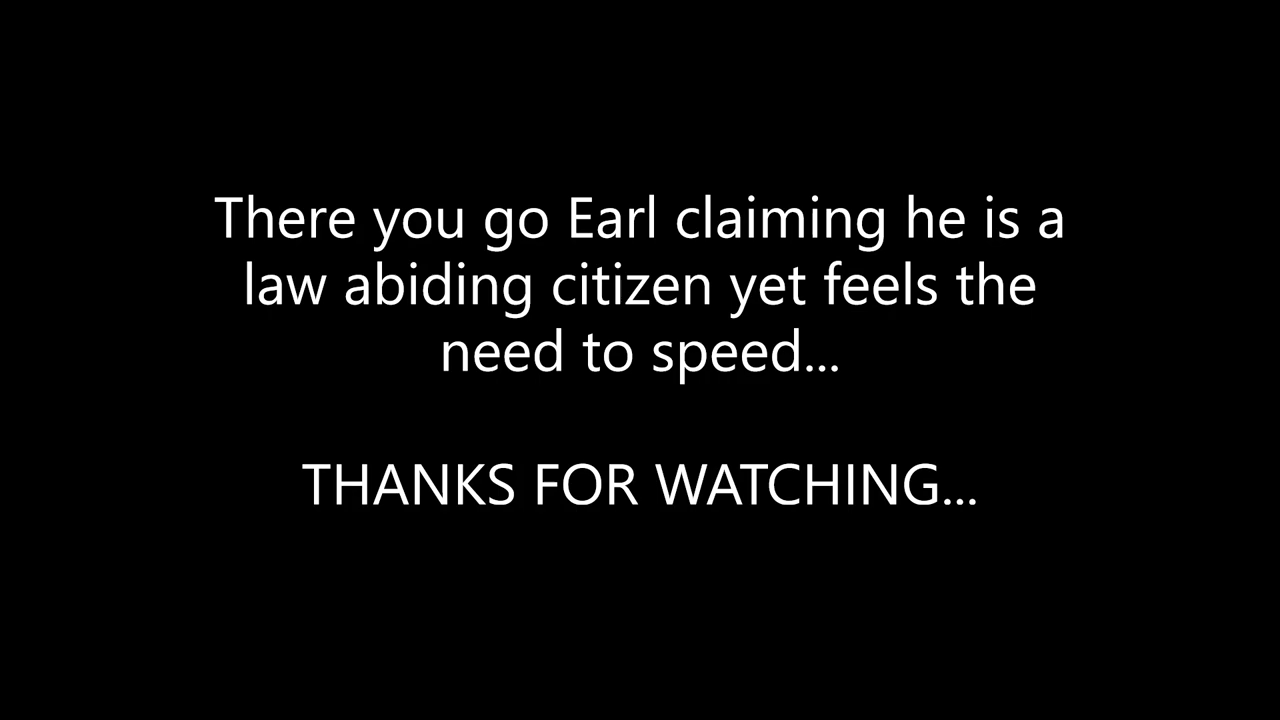 There you go Earl claiming he is a
law abiding citizen yet feels the
need to speed...
THANKS FOR WATCHING...